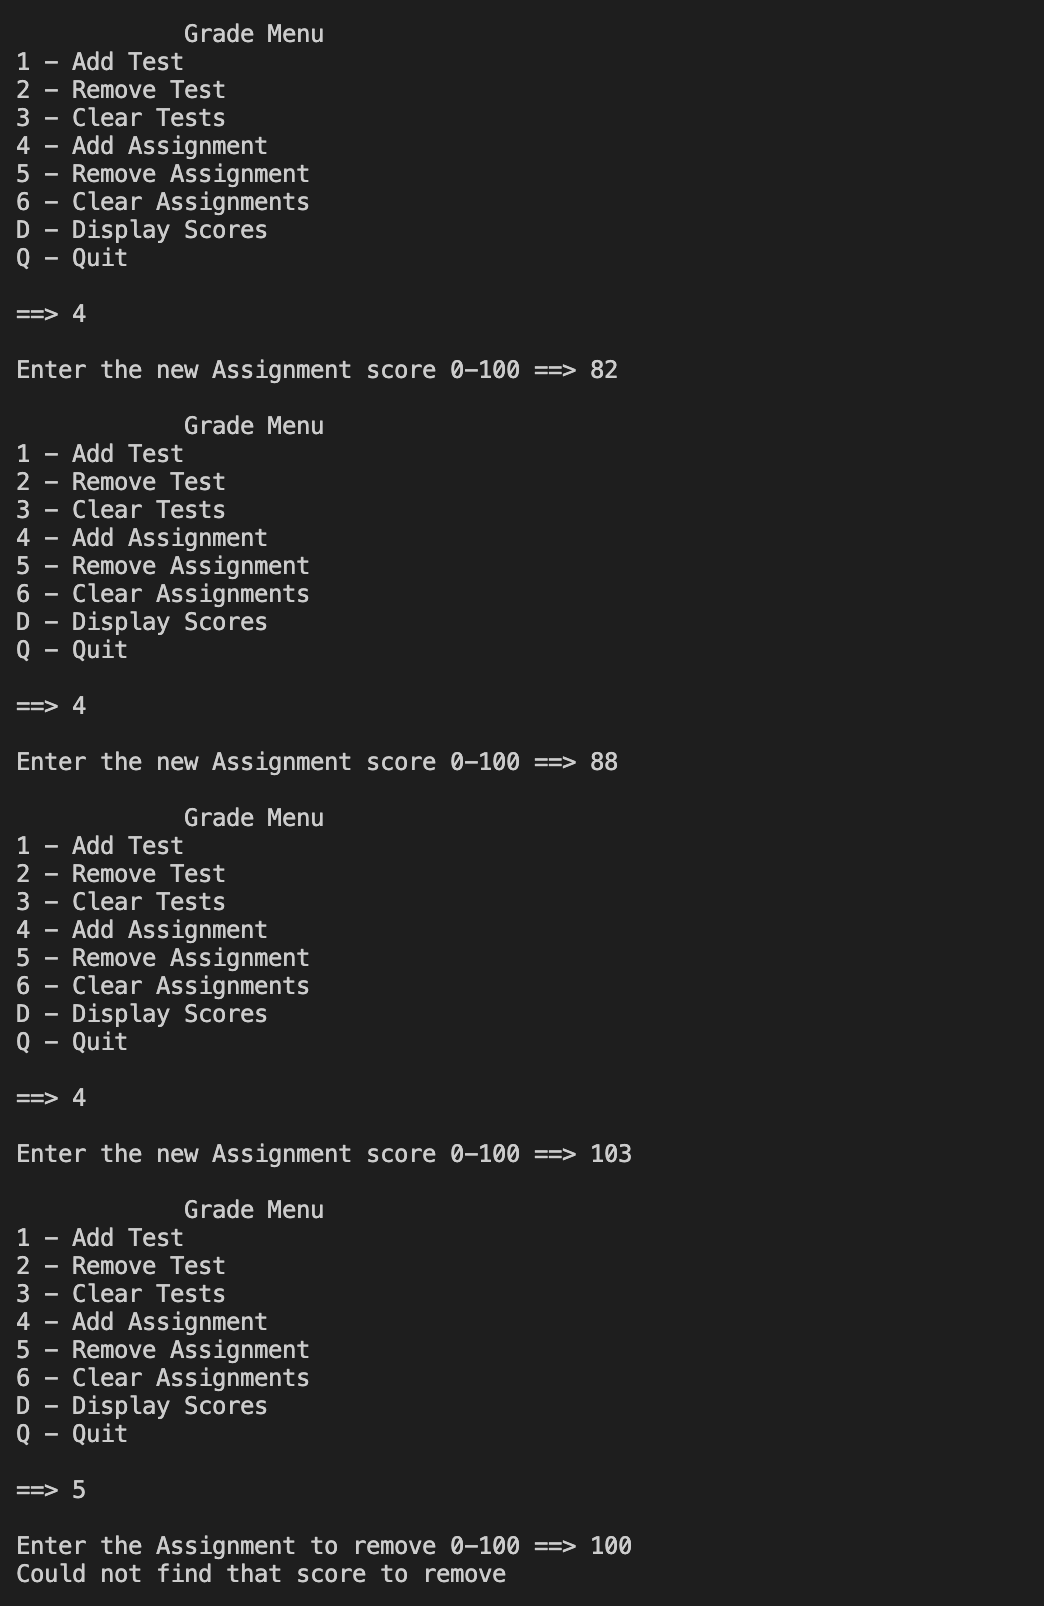 Grade Menu
1 - Add Test
2 - Remove Test
3 - Clear Tests
4 - Add Assignment
5 - Remove Assignment
6 - Clear Assignments
D - Display Scores
Q - Quit
==> 4
Enter the new Assignment score 0-100 ==> 82
Grade Menu
1 - Add Test
2 - Remove Test
3 - Clear Tests
4 - Add Assignment
5 - Remove Assignment
6 - Clear Assignments
D - Display Scores
Q - Quit
==> 4
Enter the new Assignment score 0-100 ==> 88
Grade Menu
1 - Add Test
2 - Remove Test
3 - Clear Tests
4 - Add Assignment
5 - Remove Assignment
6 - Clear Assignments
D - Display Scores
Q - Quit
==> 4
Enter the new Assignment score 0-100 ==> 103
Grade Menu
1 - Add Test
2 - Remove Test
3 - Clear Tests
4 - Add Assignment
5 - Remove Assignment
6 - Clear Assignments
D - Display Scores
Q - Quit
==> 5
Enter the Assignment to remove 0-100 ==> 100
Could not find that score to remove